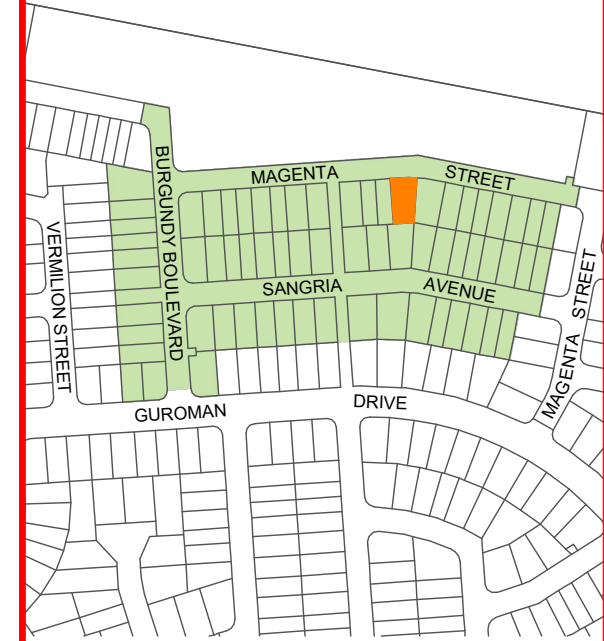 MAGENTA STREET
BURGUNDY BOULEVARD
VERMILION STREET
SANGRIA AVENUE
MAGENTA STREET
GUROMAN DRIVE